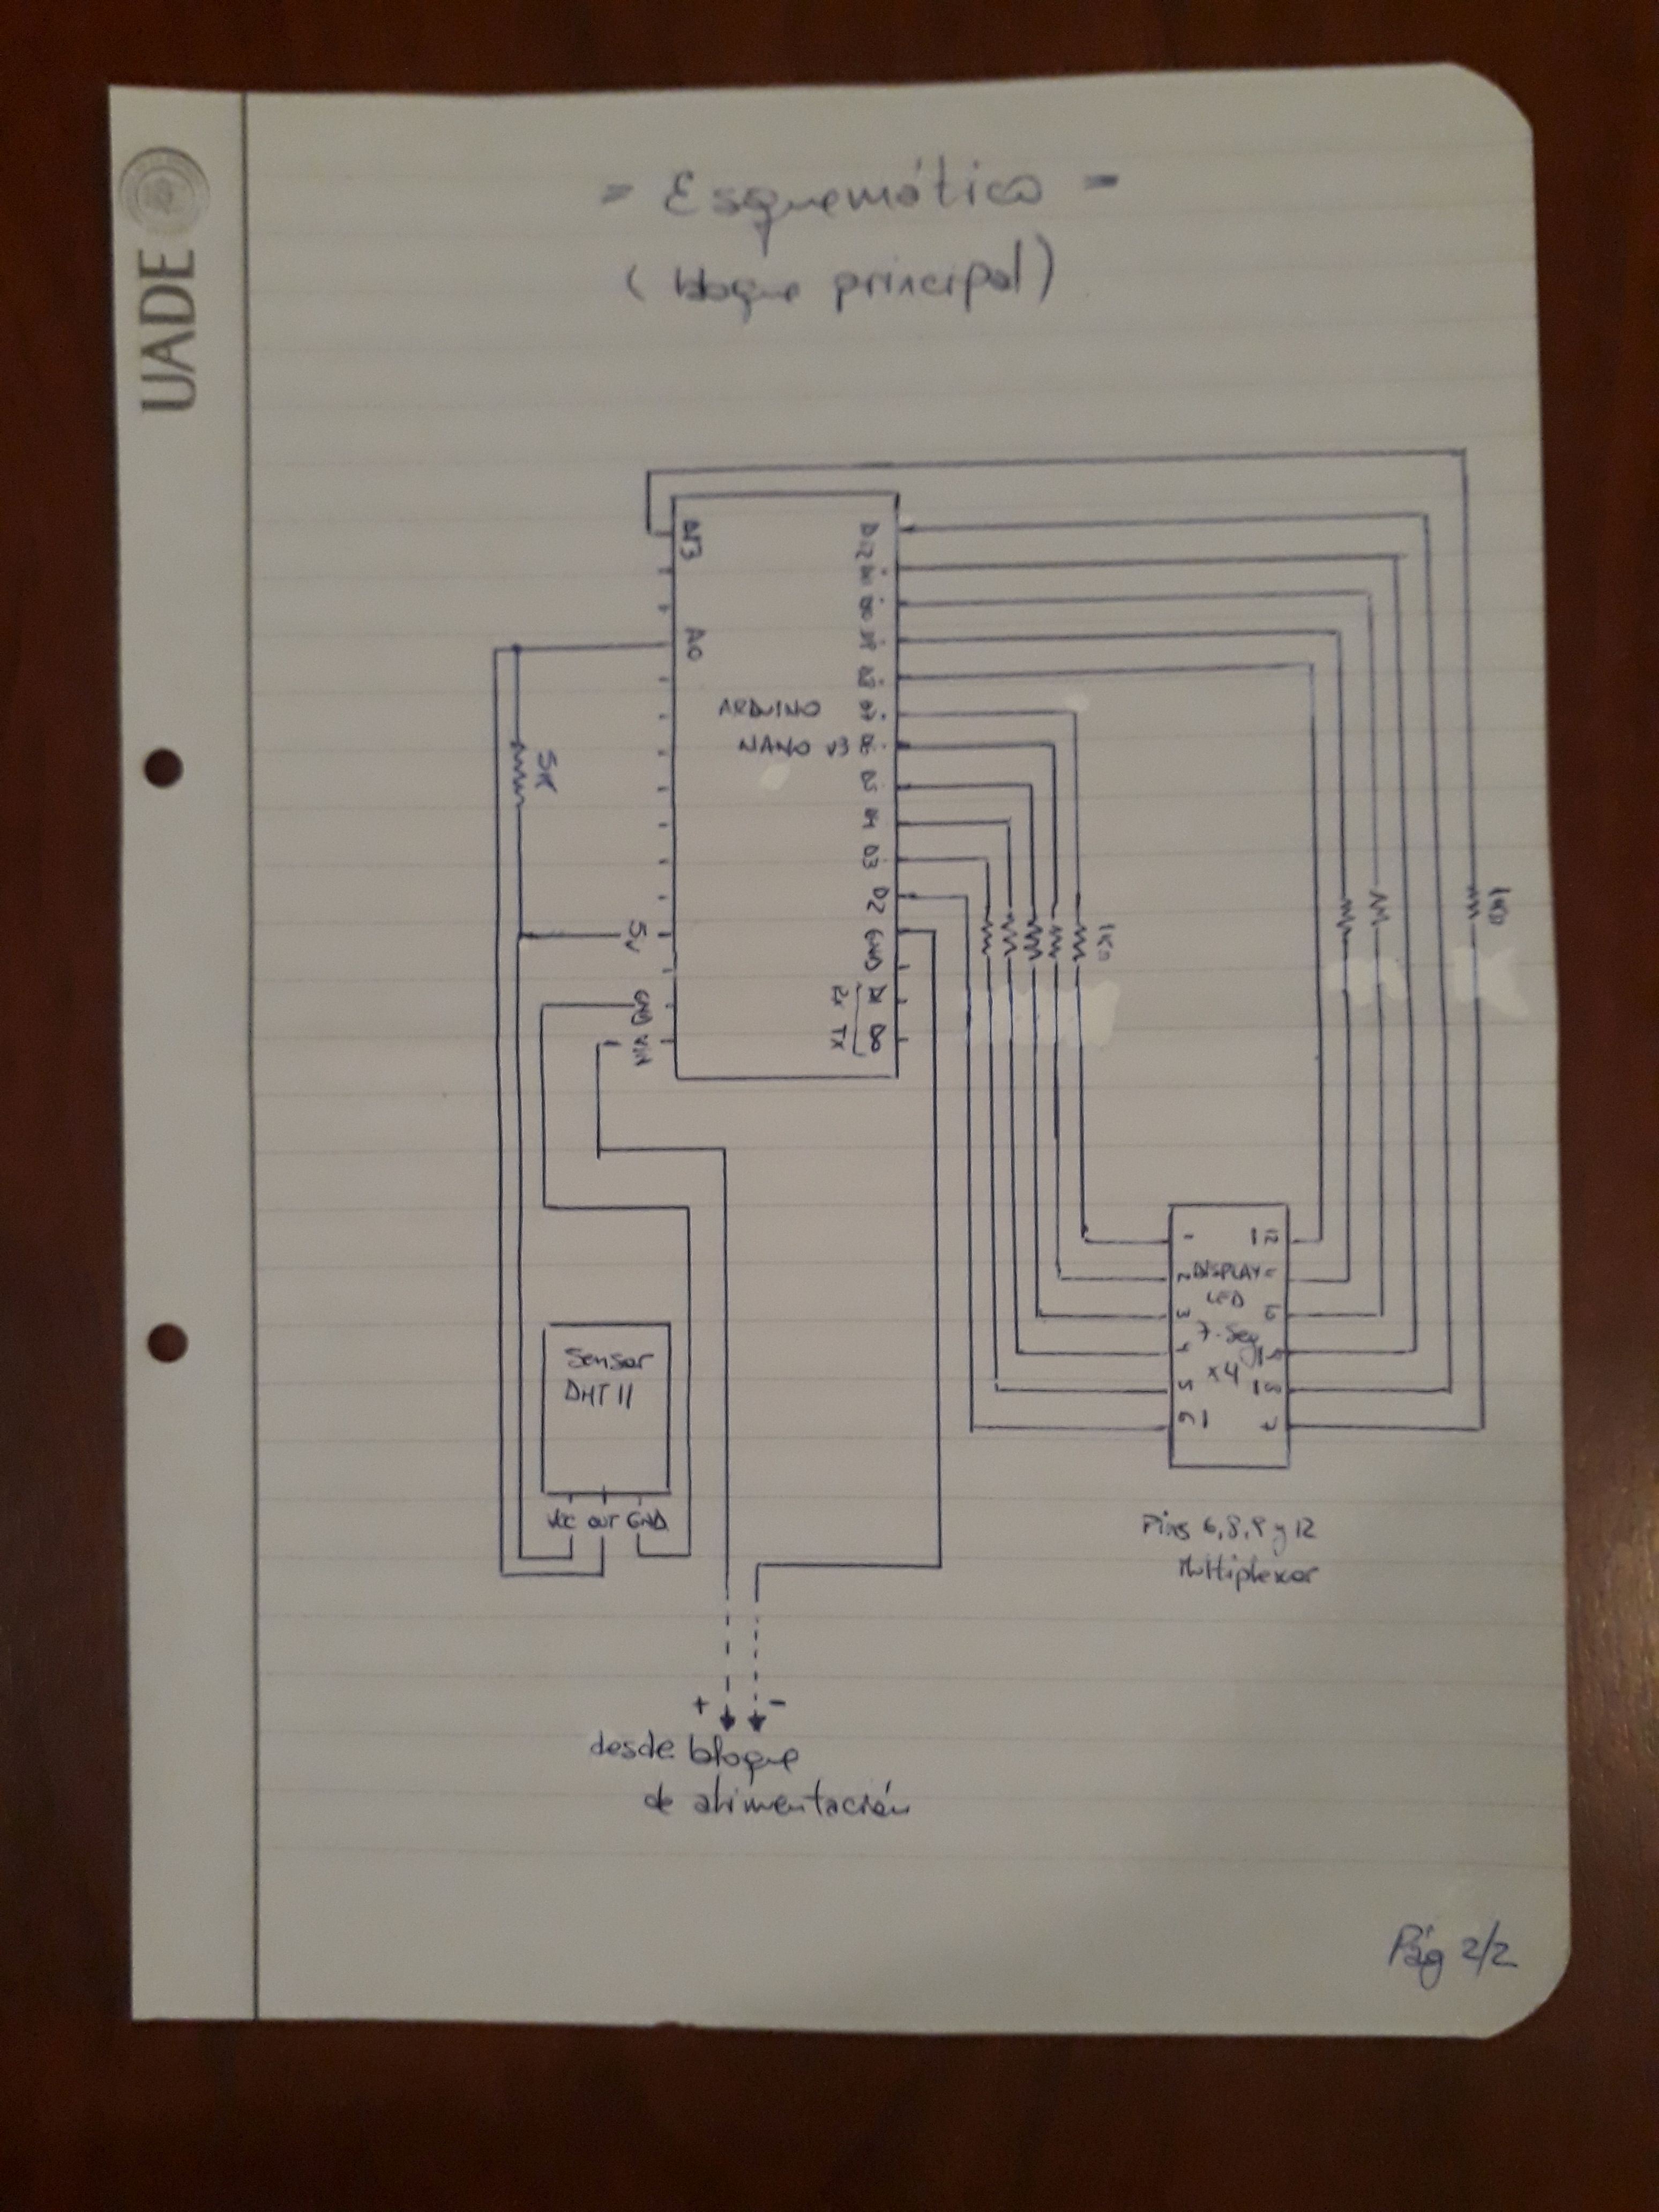 UADE
- Esquemático -
( bloque principal)
D13
D12
D11
D10
D9
D8
D7
D6
D5
D4
D3
D2
GND
D1
D0
RX TX
A0
ARDUINO
NANO v3
5K
5v
GND
VIN
1KΩ
1KΩ
1
2
3
4
5
6
12
DISPLAY
LED
7-Seg
x4
9
8
7
Sensor
DHT 11
VCC OUT GND
Pins 6,8,9 y 12
Multiplexor
+ -
desde bloque
de alimentación
Pág 2/2